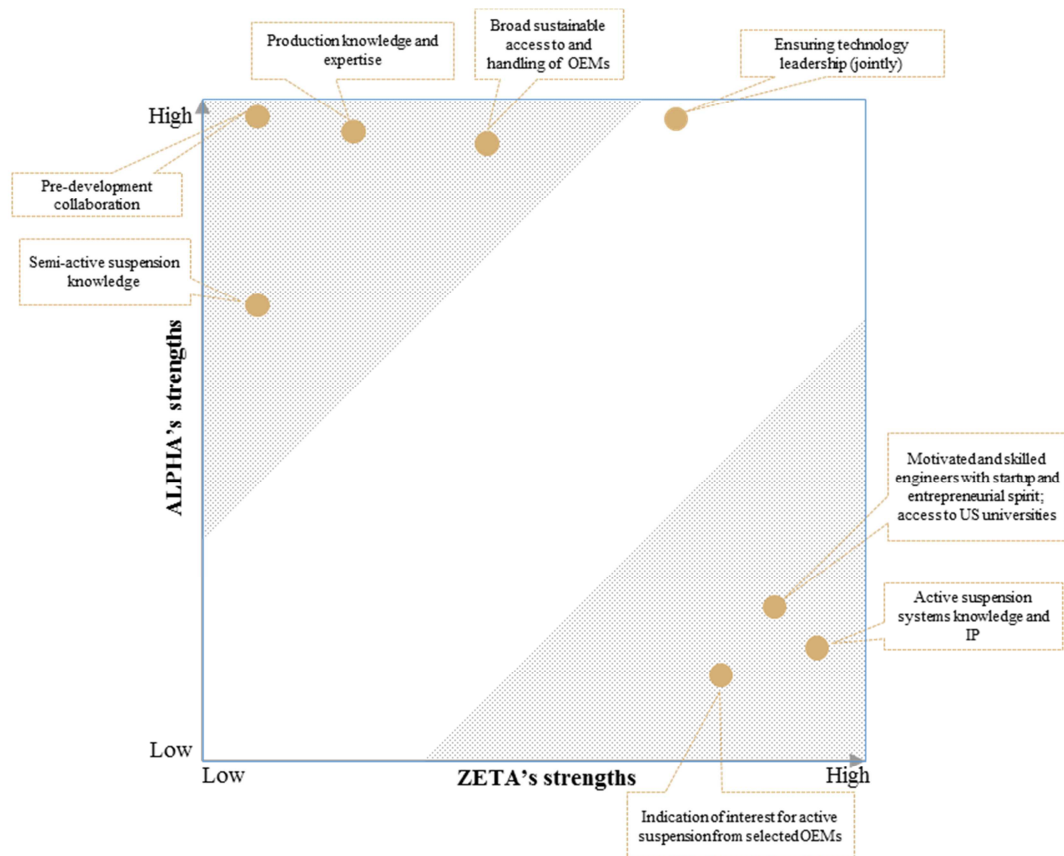 Production knowledge and
expertise
Broad sustainable
access to and
handling of OEMs
Ensuring technology
leadership (jointly)
High
Pre-development
collaboration
Semi-active suspension
knowledge
ALPHA's strengths
Motivated and skilled
engineers with startup and
entrepreneurial spirit;
access to US universities
Active suspension
systems knowledge and
IP
Low
Low
ZETA's strengths
High
Indication of interest for active
suspension from selected OEMs